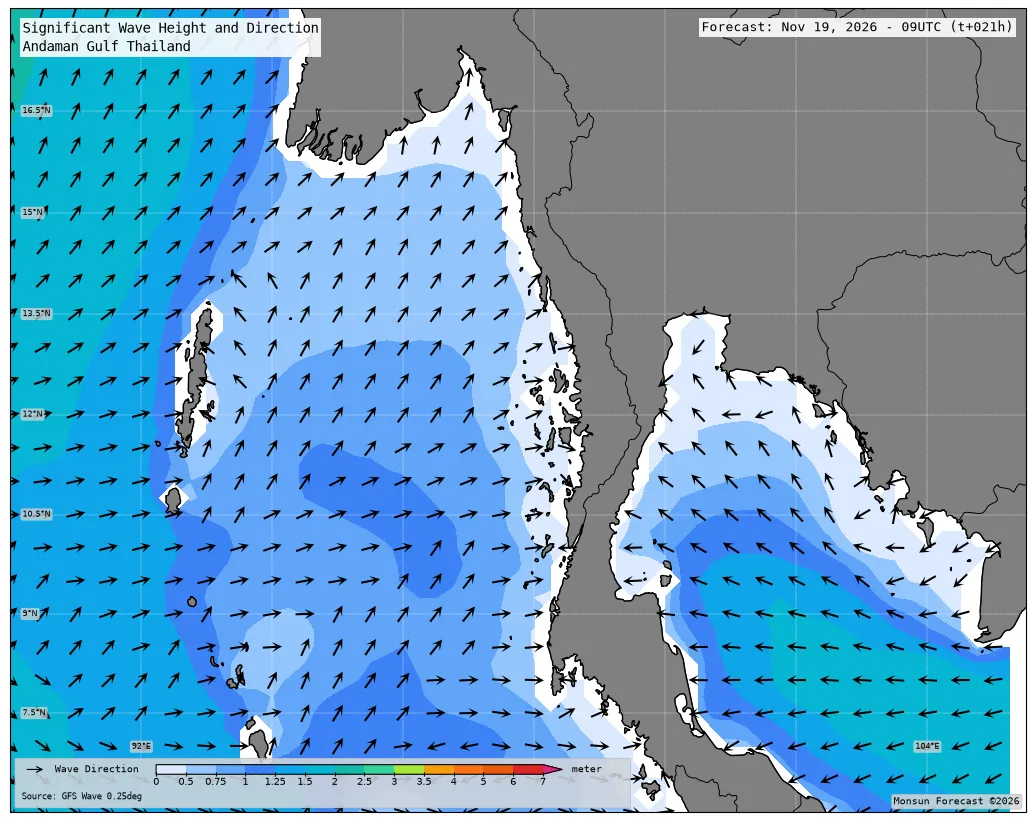 Significant Wave Height and Direction
Andaman Gulf Thailand
Forecast: Nov 19, 2026 - 09UTC (t+021h)
16.5°N
15°N
13.5°N
12°N
10.5°N
9°N
7.5°N
92°E
104°E
Wave Direction
0.5 0.75 1 1.25 1.5 2 2.5 3 3.5 4 5 6 7
meter
Source: GFS Wave 0.25deg
Monsun Forecast ©2026